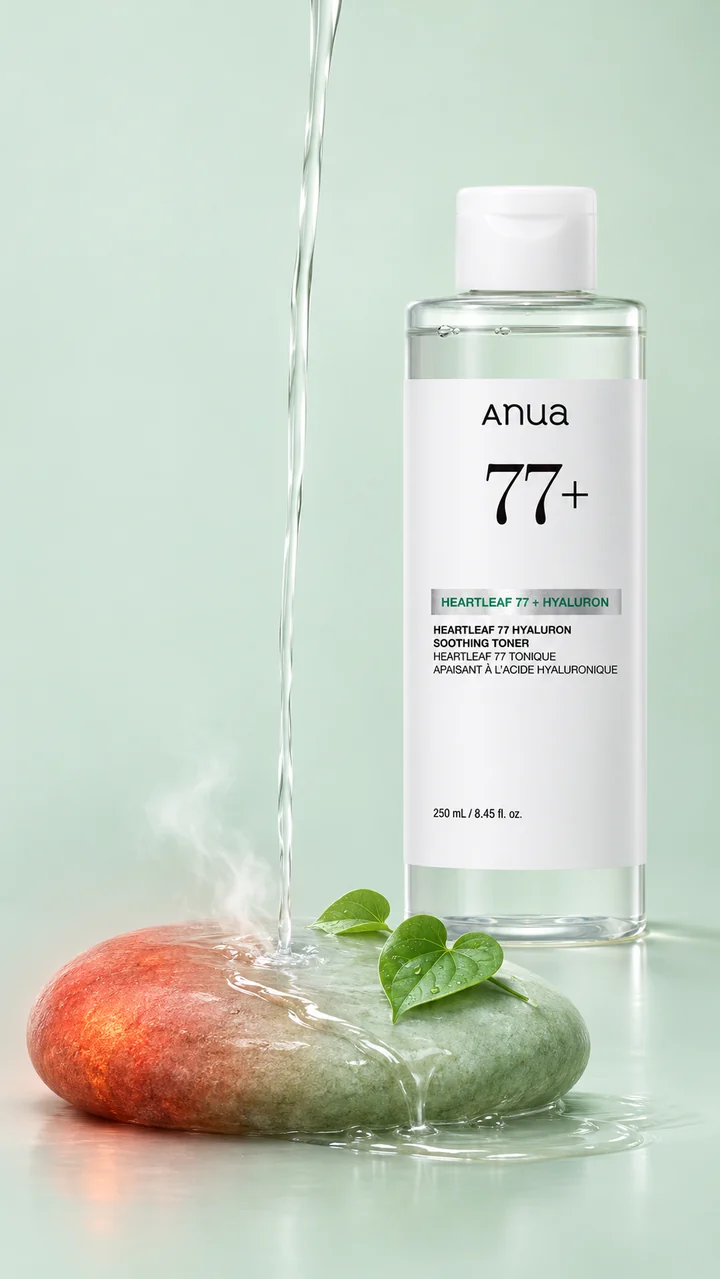 Anua
77+
HEARTLEAF 77 + HYALURON
HEARTLEAF 77 HYALURON
SOOTHING TONER
HEARTLEAF 77 TONIQUE
APAISANT À L'ACIDE HYALURONIQUE
250 mL / 8.45 fl. oz.